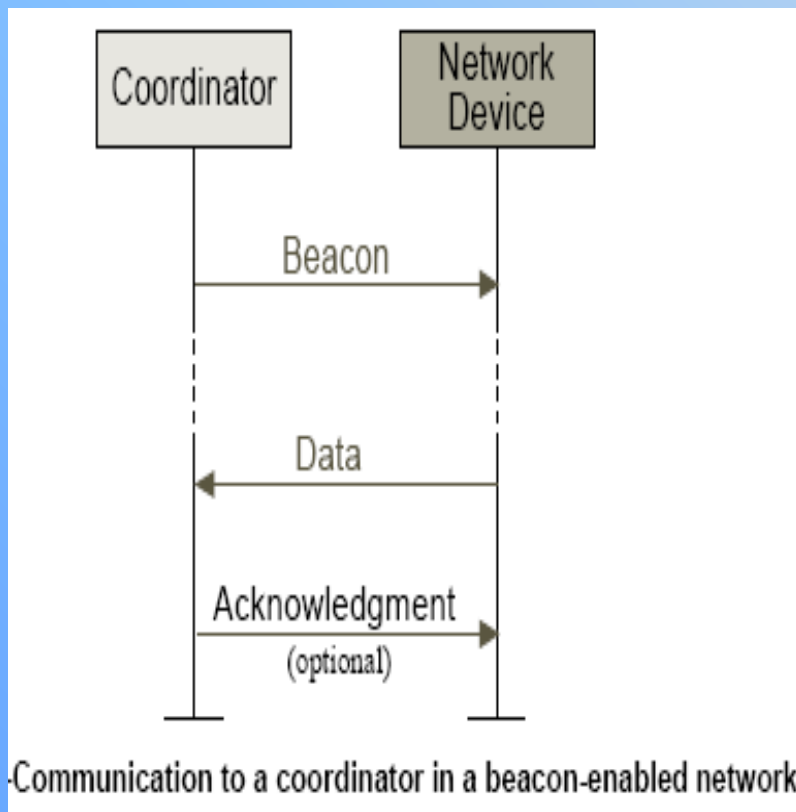 Coordinator
Network
Device
Beacon
Data
Acknowledgment
(optional)
-Communication to a coordinator in a beacon-enabled network